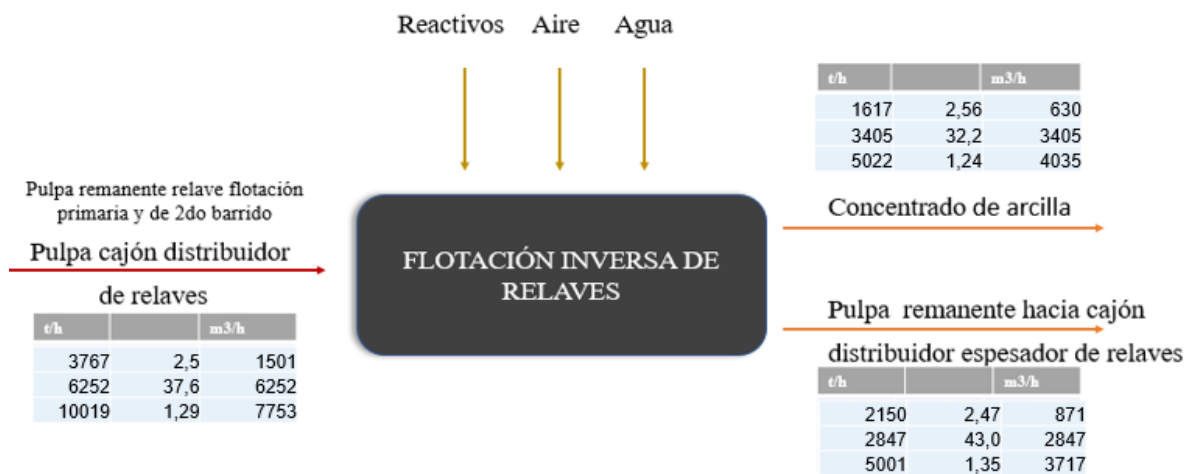 Reactivos Aire Agua
t/h m3/h
1617 2,56 630
3405 32,2 3405
5022 1,24 4035
Pulpa remanente relave flotación
primaria y de 2do barrido
Pulpa cajón distribuidor
de relaves
t/h m3/h
3767 2,5 1501
6252 37,6 6252
10019 1,29 7753
FLOTACIÓN INVERSA DE
RELAVES
Concentrado de arcilla
Pulpa remanente hacia cajón
distribuidor espesador de relaves
t/h m3/h
2150 2,47 871
2847 43,0 2847
5001 1,35 3717